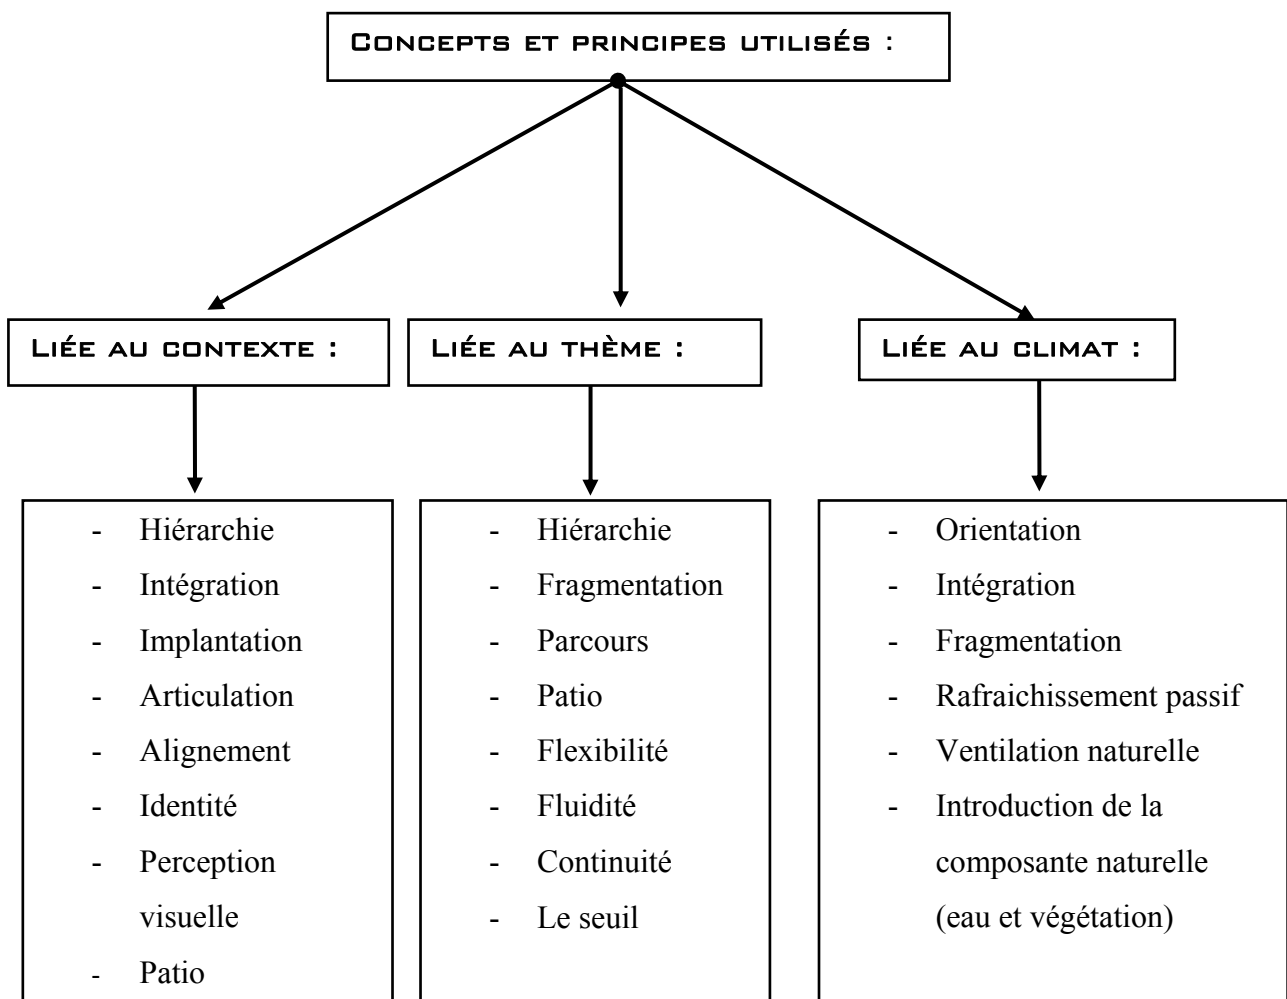 CONCEPTS ET PRINCIPES UTILISÉS :
LIÉE AU CONTEXTE :
LIÉE AU THÈME :
LIÉE AU CLIMAT :
- Hiérarchie
- Intégration
- Implantation
- Articulation
- Alignement
- Identité
- Perception
visuelle
- Patio
- Hiérarchie
- Fragmentation
- Parcours
- Patio
- Flexibilité
- Fluidité
- Continuité
- Le seuil
- Orientation
- Intégration
- Fragmentation
- Rafraichissement passif
- Ventilation naturelle
- Introduction de la
composante naturelle
(eau et végétation)